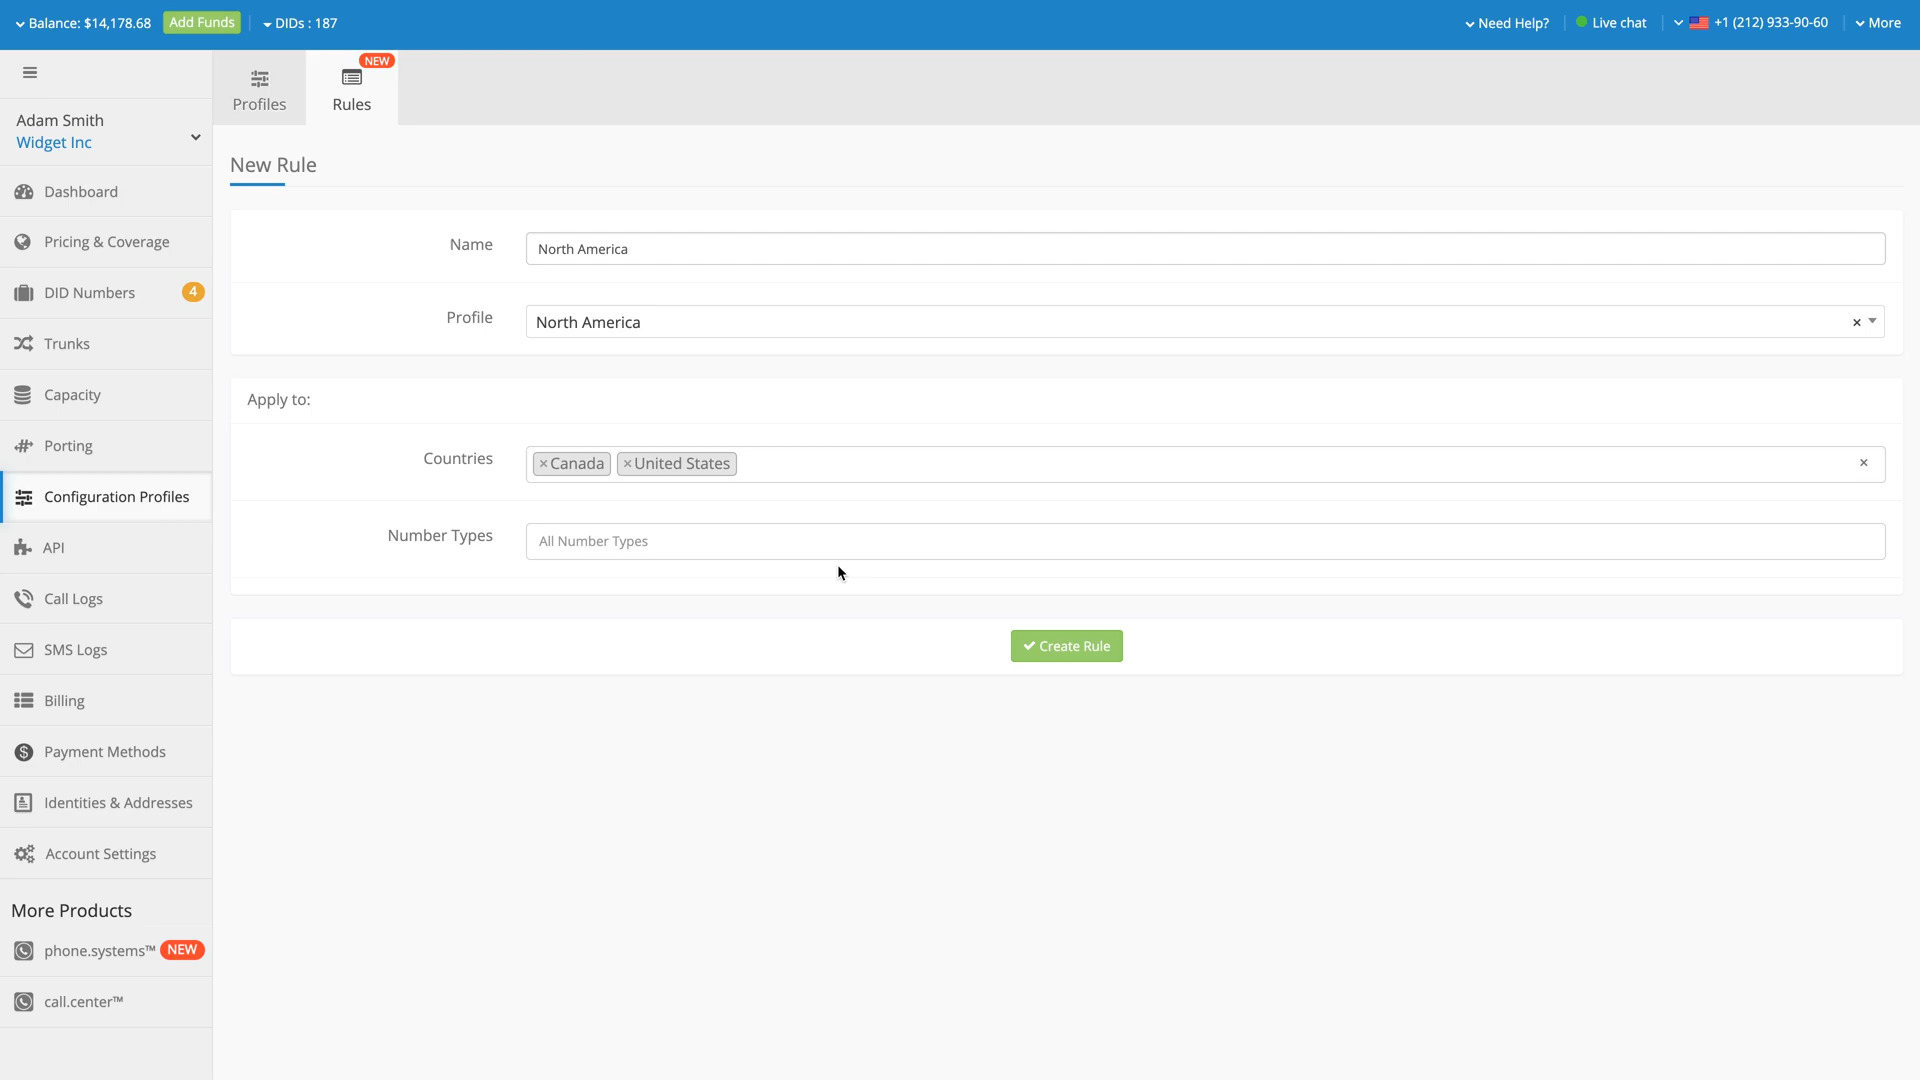 Balance: $14,178.68
Add Funds
DIDs : 187
Need Help?
Live chat
+1 (212) 933-90-60
More
Adam Smith
Widget Inc
Dashboard
Pricing & Coverage
DID Numbers 4
Trunks
Capacity
Porting
Configuration Profiles
API
Call Logs
SMS Logs
Billing
Payment Methods
Identities & Addresses
Account Settings
More Products
phone.systems™ NEW
call.center™
Profiles
NEW
Rules
New Rule
Name
North America
Profile
North America ×
Apply to:
Countries
×Canada ×United States ×
Number Types
All Number Types
Create Rule